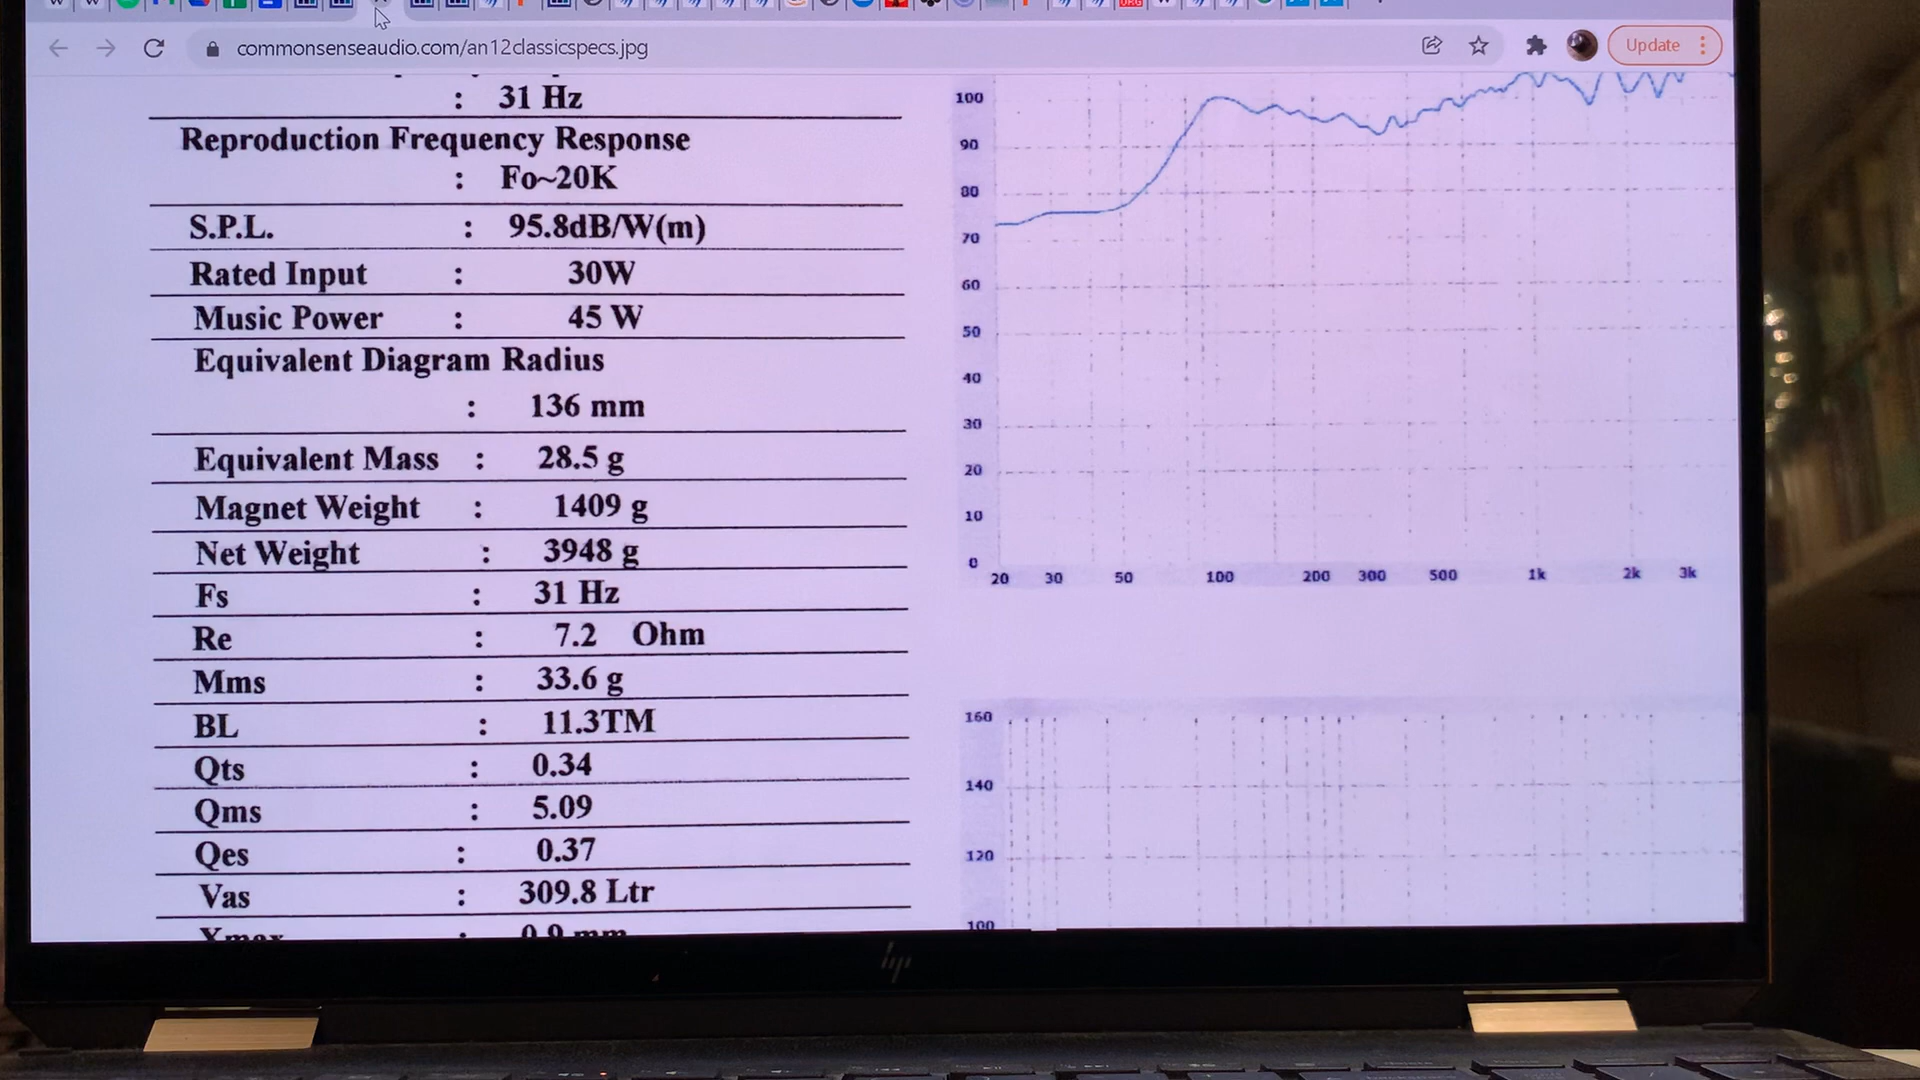 commonsenseaudio.com/an12classicspecs.jpg
Update
: 31 Hz
Reproduction Frequency Response
: Fo~20K
S.P.L. : 95.8dB/W(m)
Rated Input : 30W
Music Power : 45 W
Equivalent Diagram Radius
: 136 mm
Equivalent Mass : 28.5 g
Magnet Weight : 1409 g
Net Weight : 3948 g
Fs : 31 Hz
Re : 7.2 Ohm
Mms : 33.6 g
BL : 11.3TM
Qts : 0.34
Qms : 5.09
Qes : 0.37
Vas : 309.8 Ltr
100
90
80
70
60
50
40
30
20
10
0
20 30 50 100 200 300 500 1k 2k 3k
160
140
120
100
hp